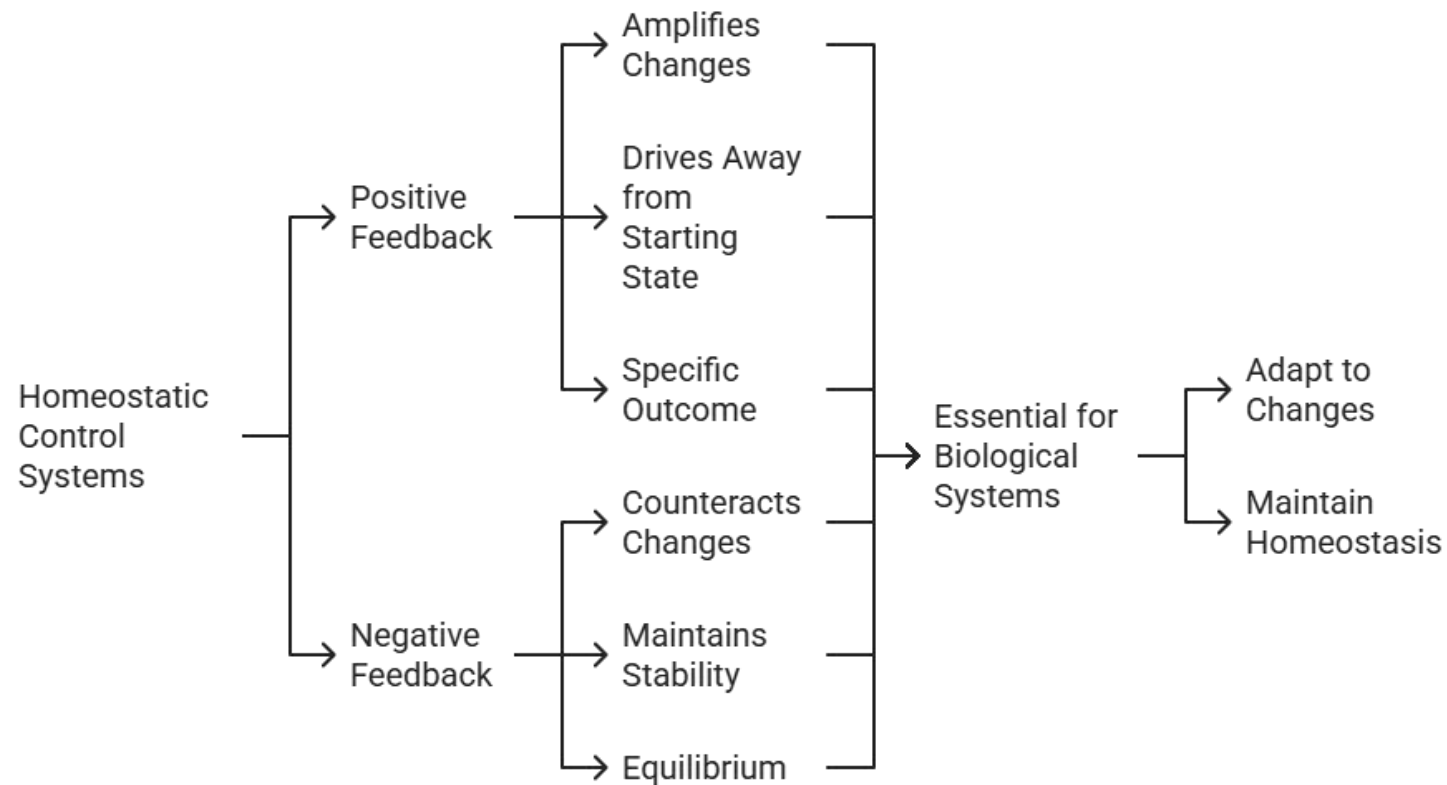 Homeostatic
Control
Systems
Positive
Feedback
Negative
Feedback
Amplifies
Changes
Drives Away
from
Starting
State
Specific
Outcome
Counteracts
Changes
Maintains
Stability
Equilibrium
Essential for
Biological
Systems
Adapt to
Changes
Maintain
Homeostasis